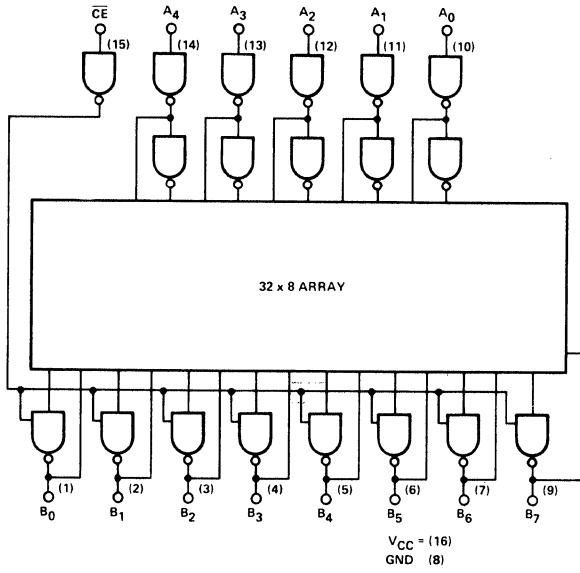 CE A4 A3 A2 A1 A0
(15) (14) (13) (12) (11) (10)
32 x 8 ARRAY
(1) (2) (3) (4) (5) (6) (7) (9)
B0 B1 B2 B3 B4 B5 B6 B7
VCC = (16)
GND (8)